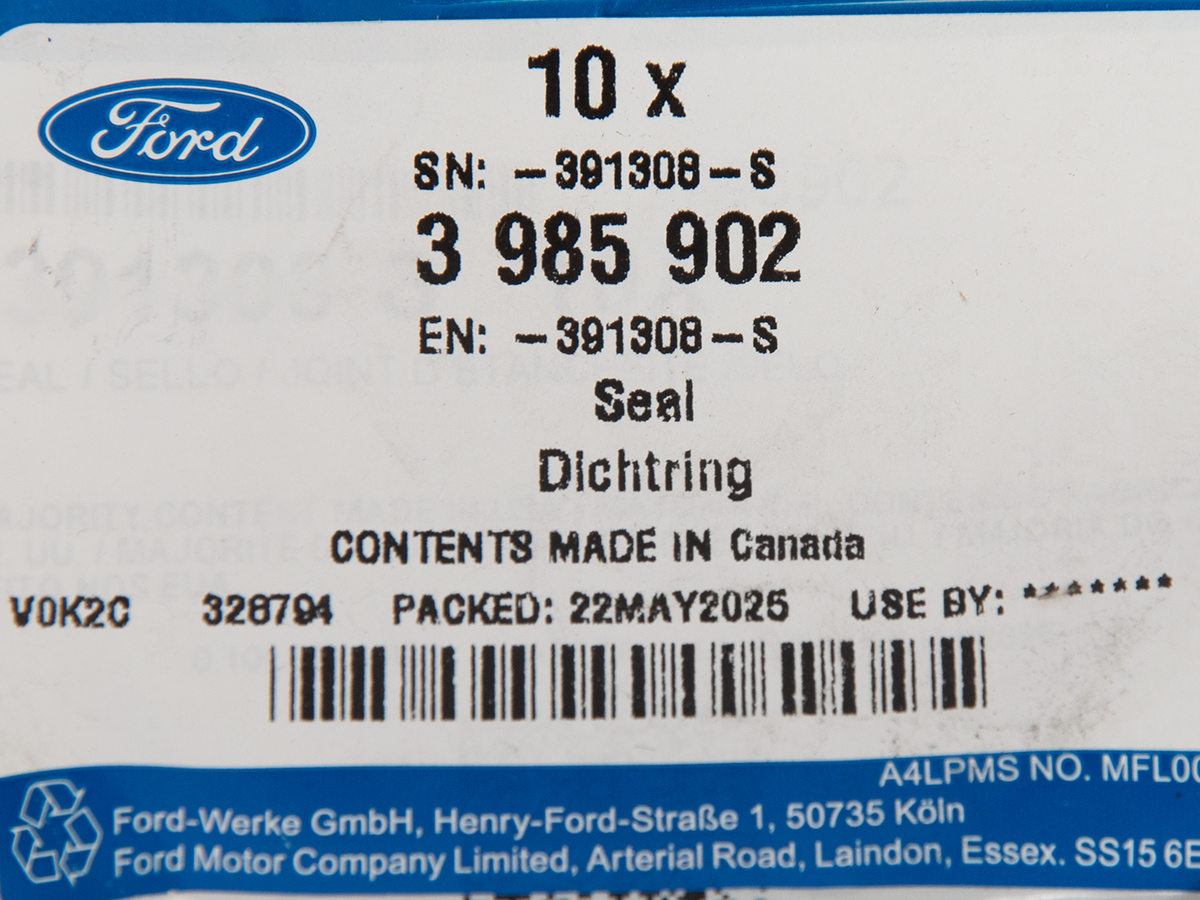 Ford
10 x
SN: -391308-S
3 985 902
EN: -391308-S
Seal
Dichtring
CONTENTS MADE IN Canada
V0K2C 326794 PACKED: 22MAY2025 USE BY: *******
A4LPMS NO. MFL00
Ford-Werke GmbH, Henry-Ford-Straße 1, 50735 Köln
Ford Motor Company Limited, Arterial Road, Laindon, Essex. SS15 6E